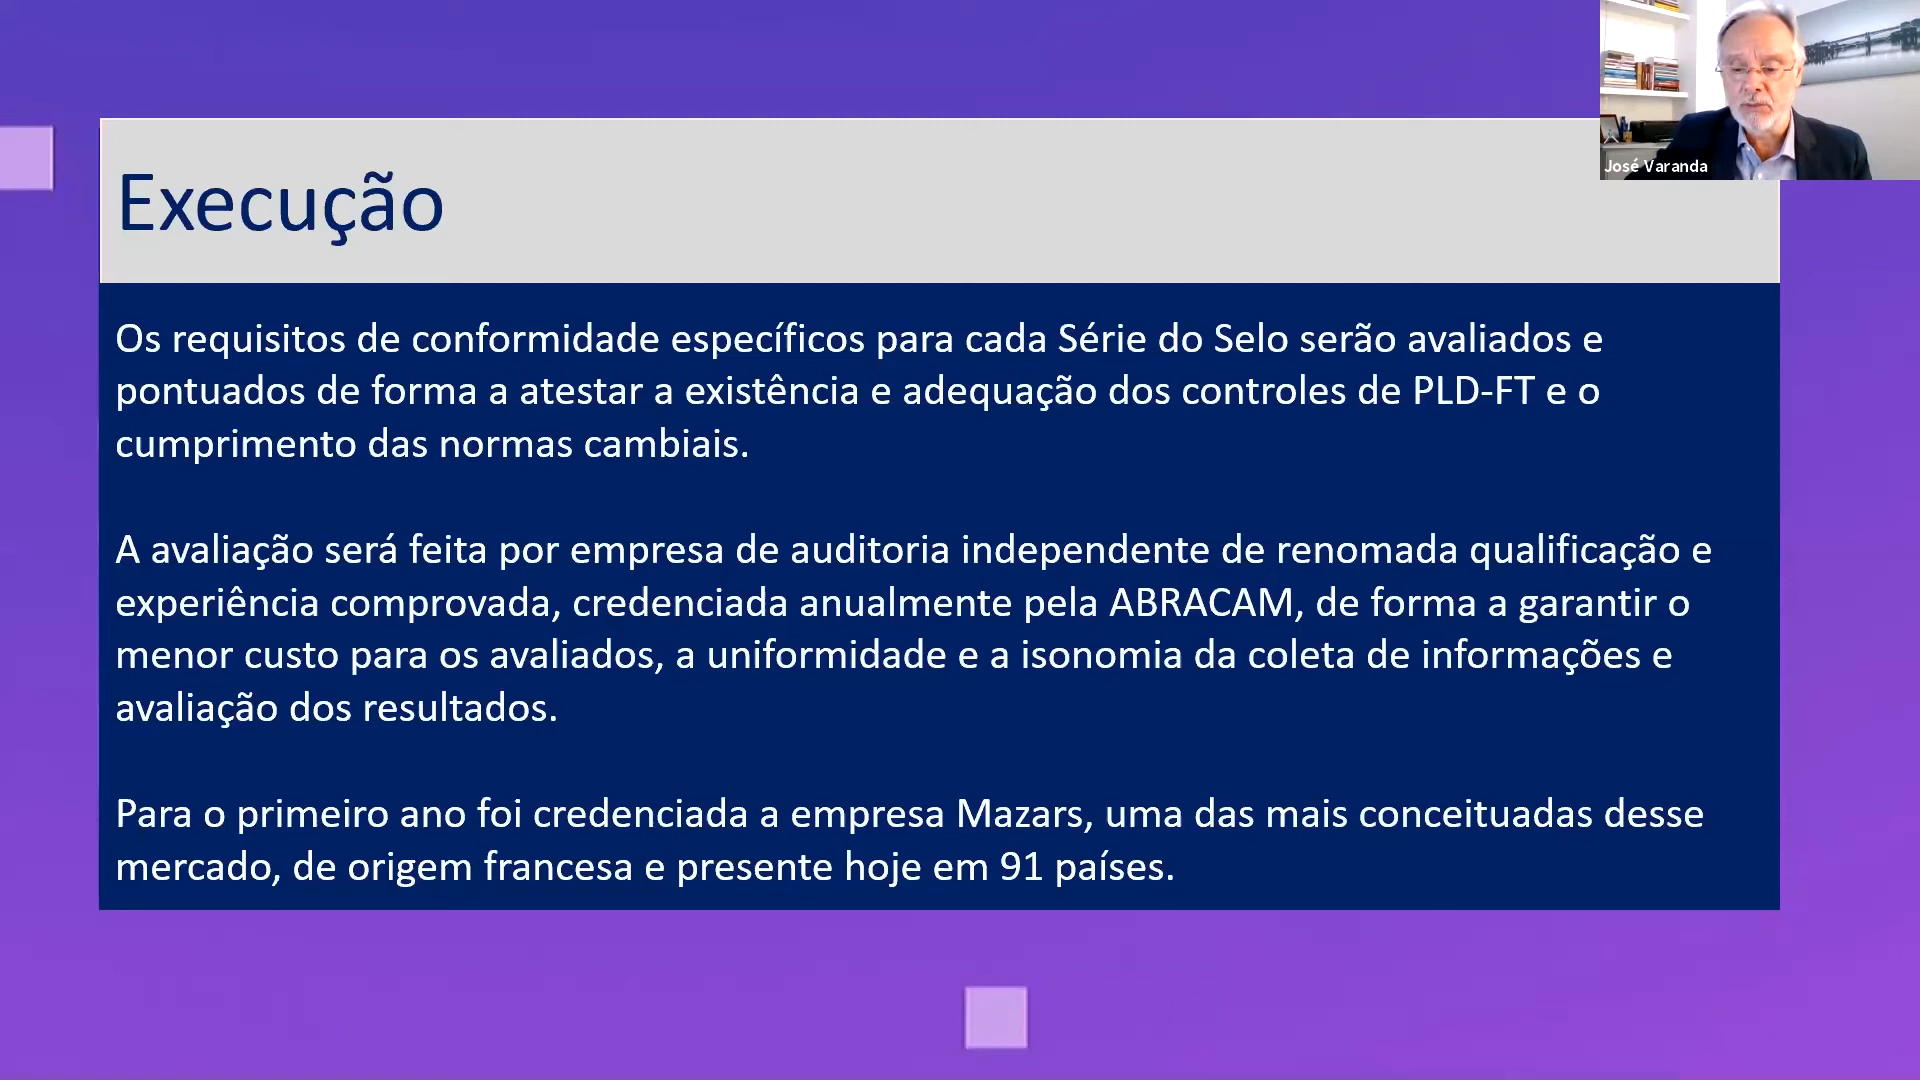 José Varanda
Execução
Os requisitos de conformidade específicos para cada Série do Selo serão avaliados e
pontuados de forma a atestar a existência e adequação dos controles de PLD-FT e o
cumprimento das normas cambiais.
A avaliação será feita por empresa de auditoria independente de renomada qualificação e
experiência comprovada, credenciada anualmente pela ABRACAM, de forma a garantir o
menor custo para os avaliados, a uniformidade e a isonomia da coleta de informações e
avaliação dos resultados.
Para o primeiro ano foi credenciada a empresa Mazars, uma das mais conceituadas desse
mercado, de origem francesa e presente hoje em 91 países.